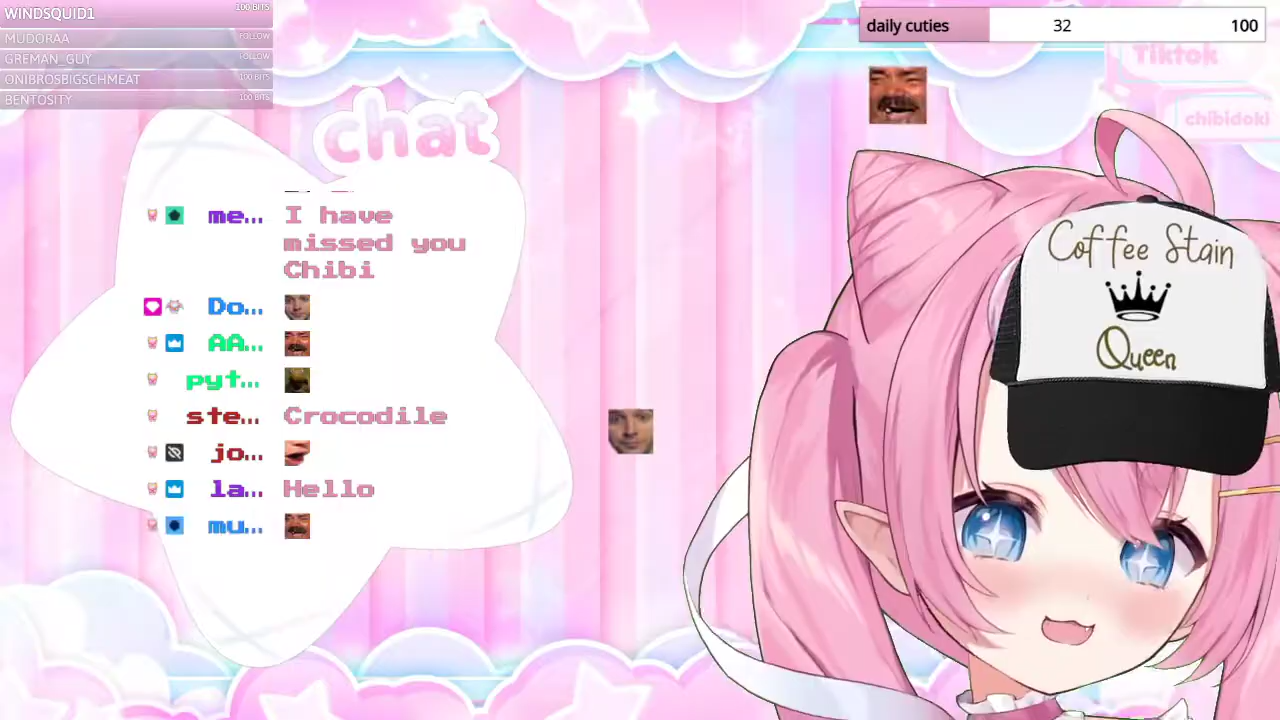 WINDSQUID1 100 BITS
MUDORAA FOLLOW
GREMAN_GUY FOLLOW
ONIBROSBIGSCHMEAT 100 BITS
BENTOSITY 100 BITS
daily cuties 32 100
Tiktok
chibidoki
chat
me... I have
missed you
Chibi
Do...
AA...
pyt...
ste... Crocodile
jo...
la... Hello
mu...
Coffee Stain
Queen